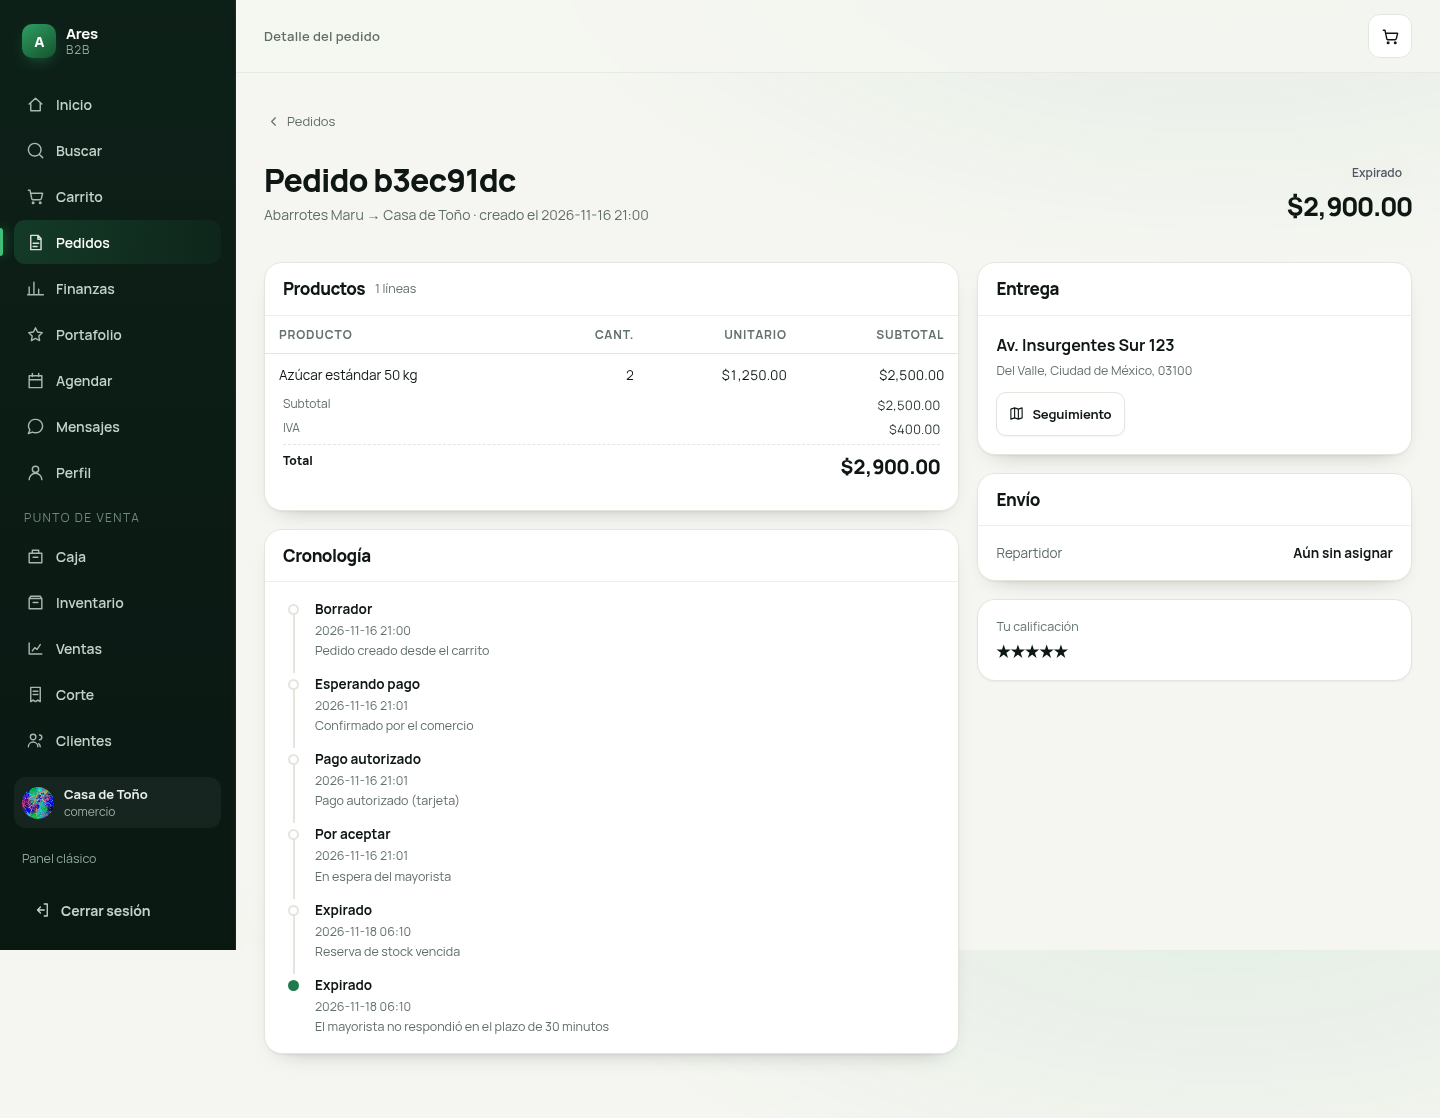 A
Ares
B2B
Inicio
Buscar
Carrito
Pedidos
Finanzas
Portafolio
Agendar
Mensajes
Perfil
PUNTO DE VENTA
Caja
Inventario
Ventas
Corte
Clientes
Casa de Toño
comercio
Panel clásico
Cerrar sesión
Detalle del pedido
Pedidos
Pedido b3ec91dc
Abarrotes Maru → Casa de Toño · creado el 2026-11-16 21:00
Expirado
$2,900.00
Productos 1 líneas
PRODUCTO CANT. UNITARIO SUBTOTAL
Azúcar estándar 50 kg 2 $1,250.00 $2,500.00
Subtotal $2,500.00
IVA $400.00
Total $2,900.00
Cronología
Borrador
2026-11-16 21:00
Pedido creado desde el carrito
Esperando pago
2026-11-16 21:01
Confirmado por el comercio
Pago autorizado
2026-11-16 21:01
Pago autorizado (tarjeta)
Por aceptar
2026-11-16 21:01
En espera del mayorista
Expirado
2026-11-18 06:10
Reserva de stock vencida
Expirado
2026-11-18 06:10
El mayorista no respondió en el plazo de 30 minutos
Entrega
Av. Insurgentes Sur 123
Del Valle, Ciudad de México, 03100
Seguimiento
Envío
Repartidor Aún sin asignar
Tu calificación
★★★★★